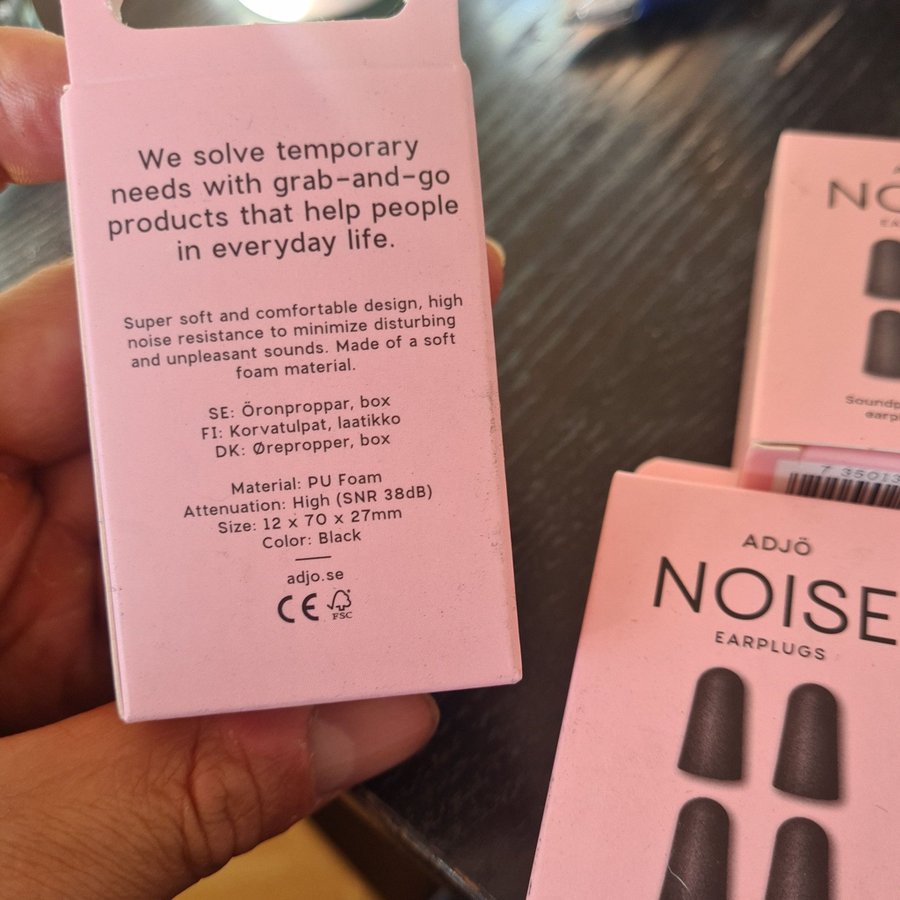 We solve temporary
needs with grab-and-go
products that help people
in everyday life.
Super soft and comfortable design, high
noise resistance to minimize disturbing
and unpleasant sounds. Made of a soft
foam material.
SE: Öronproppar, box
FI: Korvatulpat, laatikko
DK: Ørepropper, box
Material: PU Foam
Attenuation: High (SNR 38dB)
Size: 12 x 70 x 27mm
Color: Black
adjo.se
CE FSC
7 35013
ADJÖ
NOISE
EARPLUGS